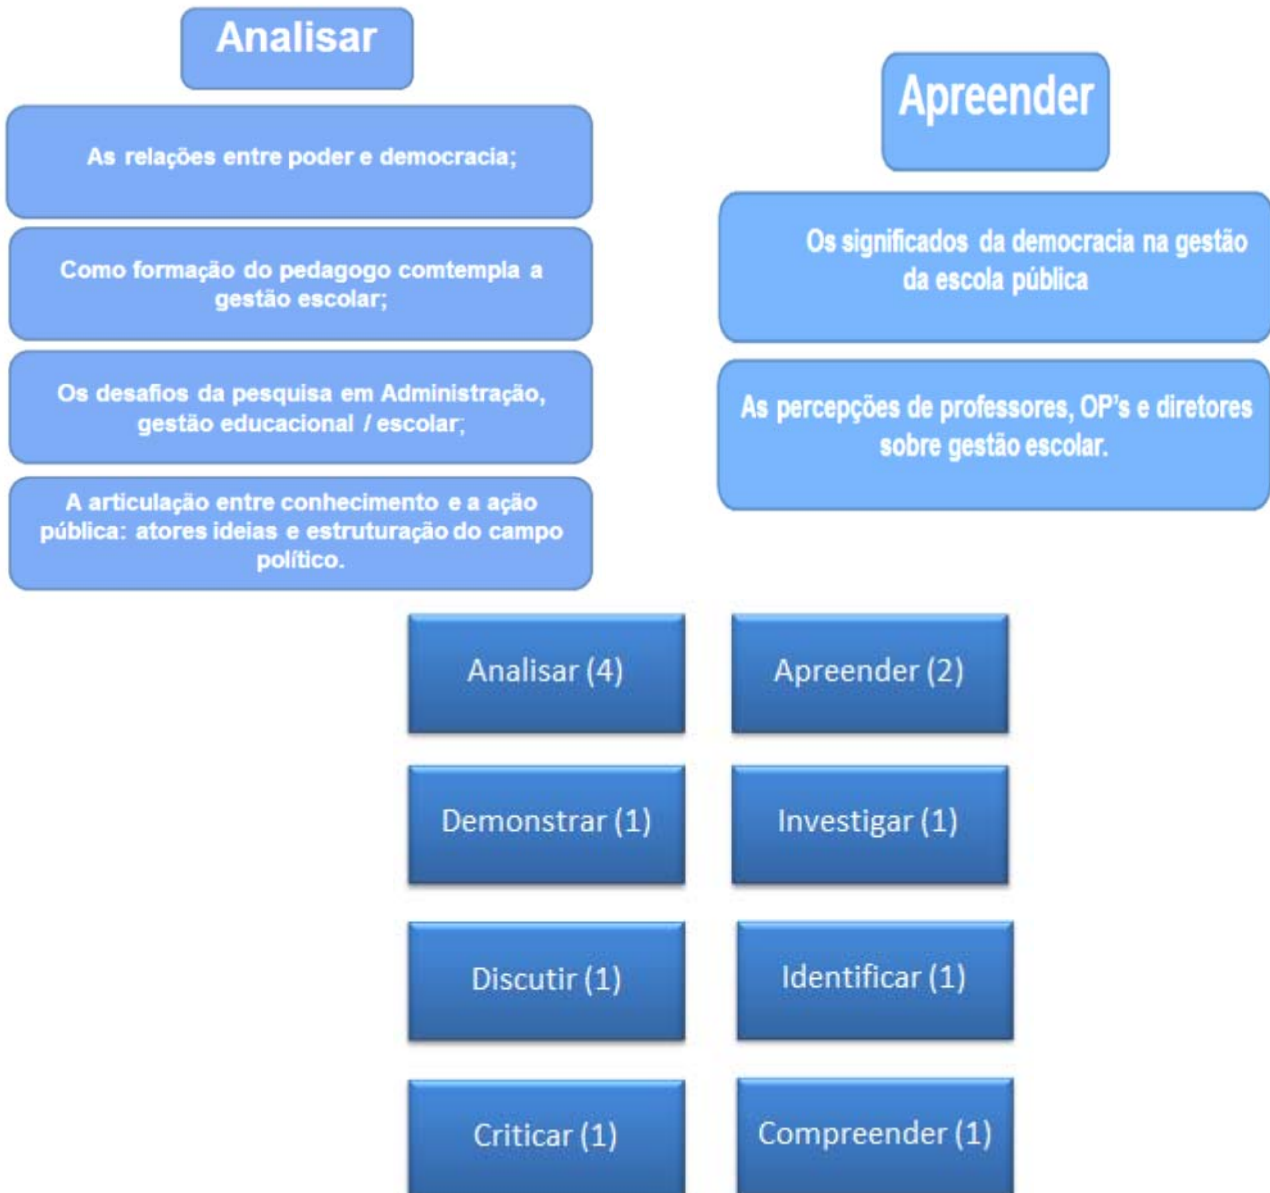 Analisar
As relações entre poder e democracia;
Como formação do pedagogo comtempla a
gestão escolar;
Os desafios da pesquisa em Administração,
gestão educacional / escolar;
A articulação entre conhecimento e a ação
pública: atores ideias e estruturação do campo
político.
Apreender
Os significados da democracia na gestão
da escola pública
As percepções de professores, OP's e diretores
sobre gestão escolar.
Analisar (4)
Apreender (2)
Demonstrar (1)
Investigar (1)
Discutir (1)
Identificar (1)
Criticar (1)
Compreender (1)